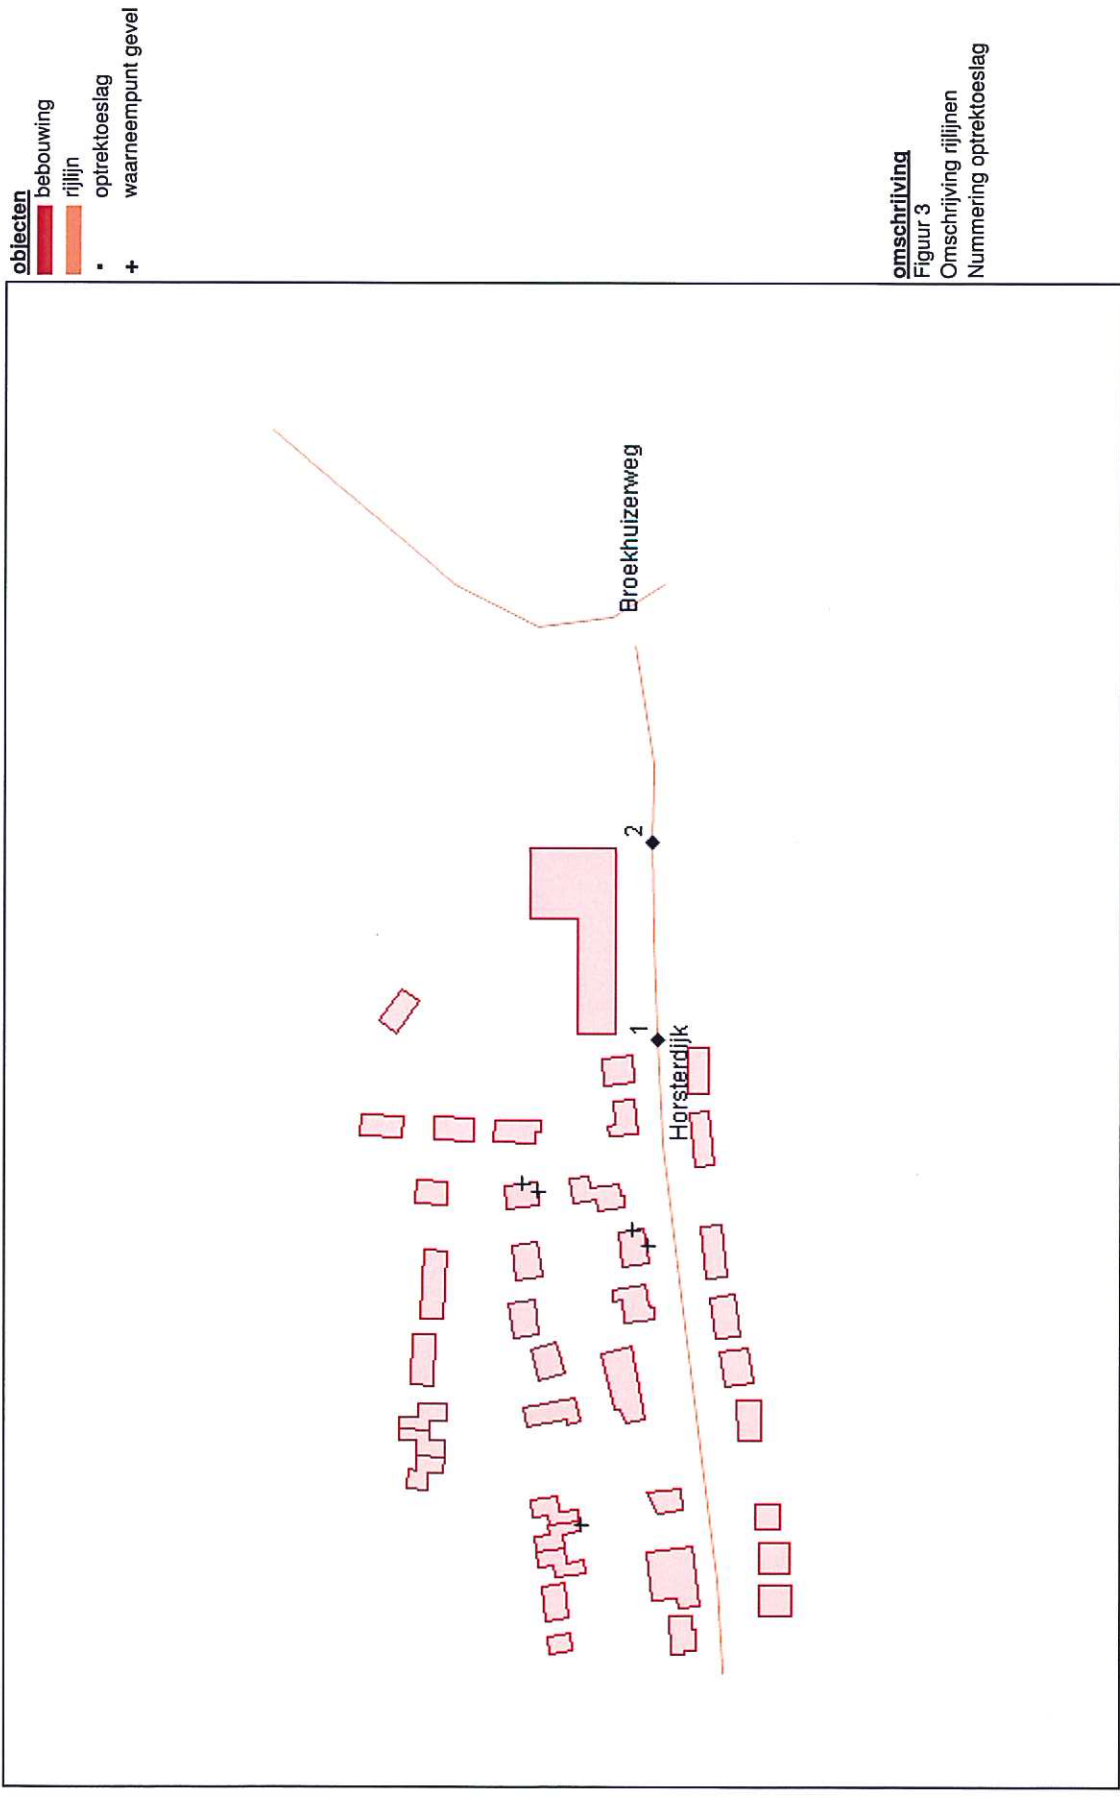 objecten
bebouwing
rijlijn
optrektoeslag
waarneempunt gevel
Broekhuizerweg
2
1
Horsterdijk
omschrijving
Figuur 3
Omschrijving rijlijnen
Nummering optrektoeslag